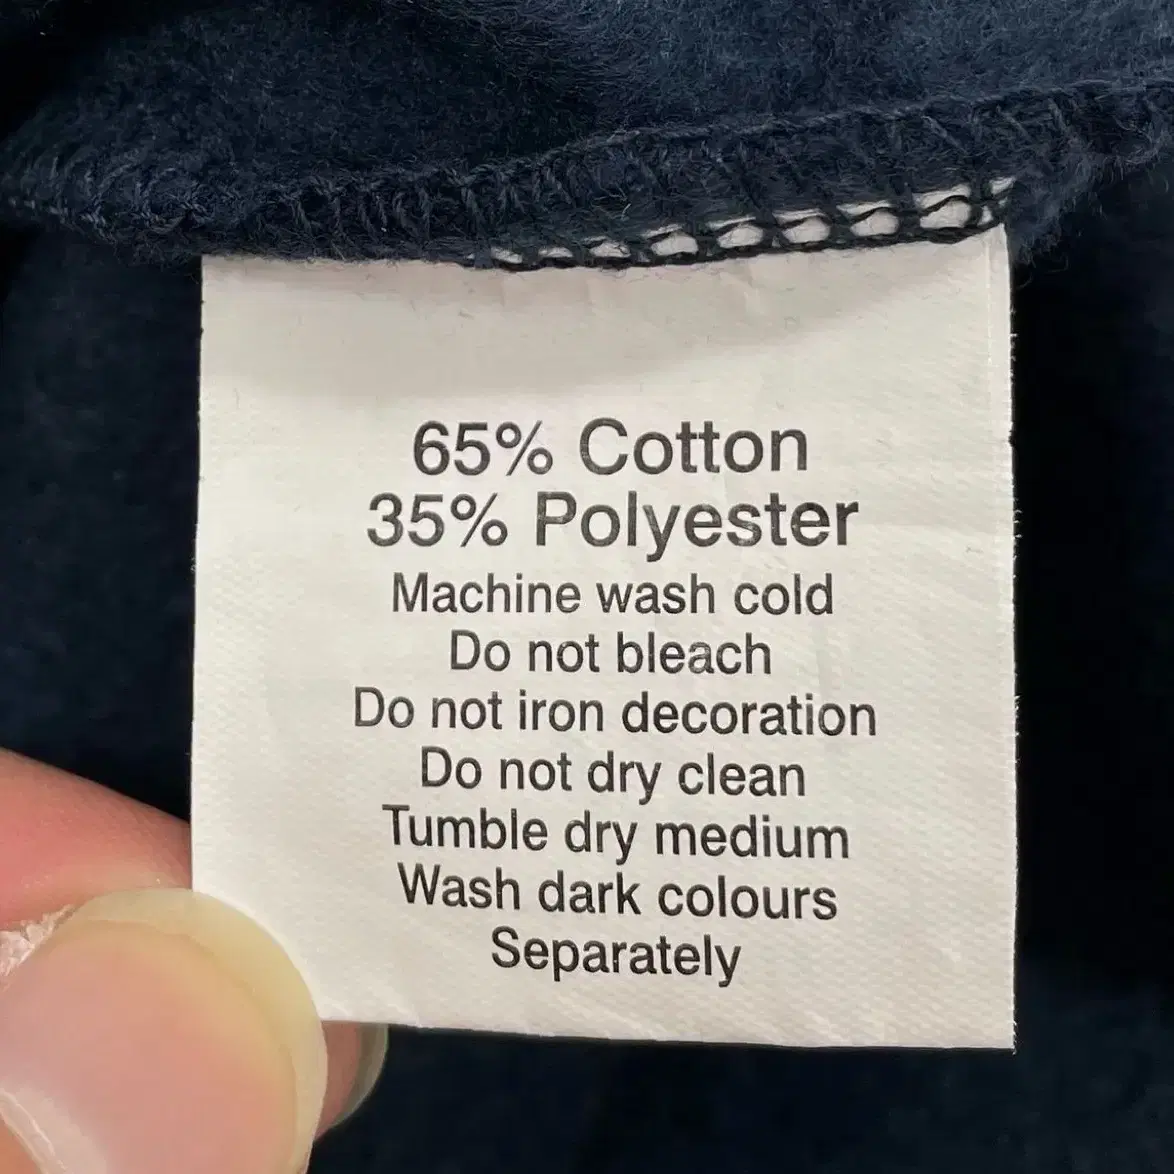 65% Cotton
35% Polyester
Machine wash cold
Do not bleach
Do not iron decoration
Do not dry clean
Tumble dry medium
Wash dark colours
Separately